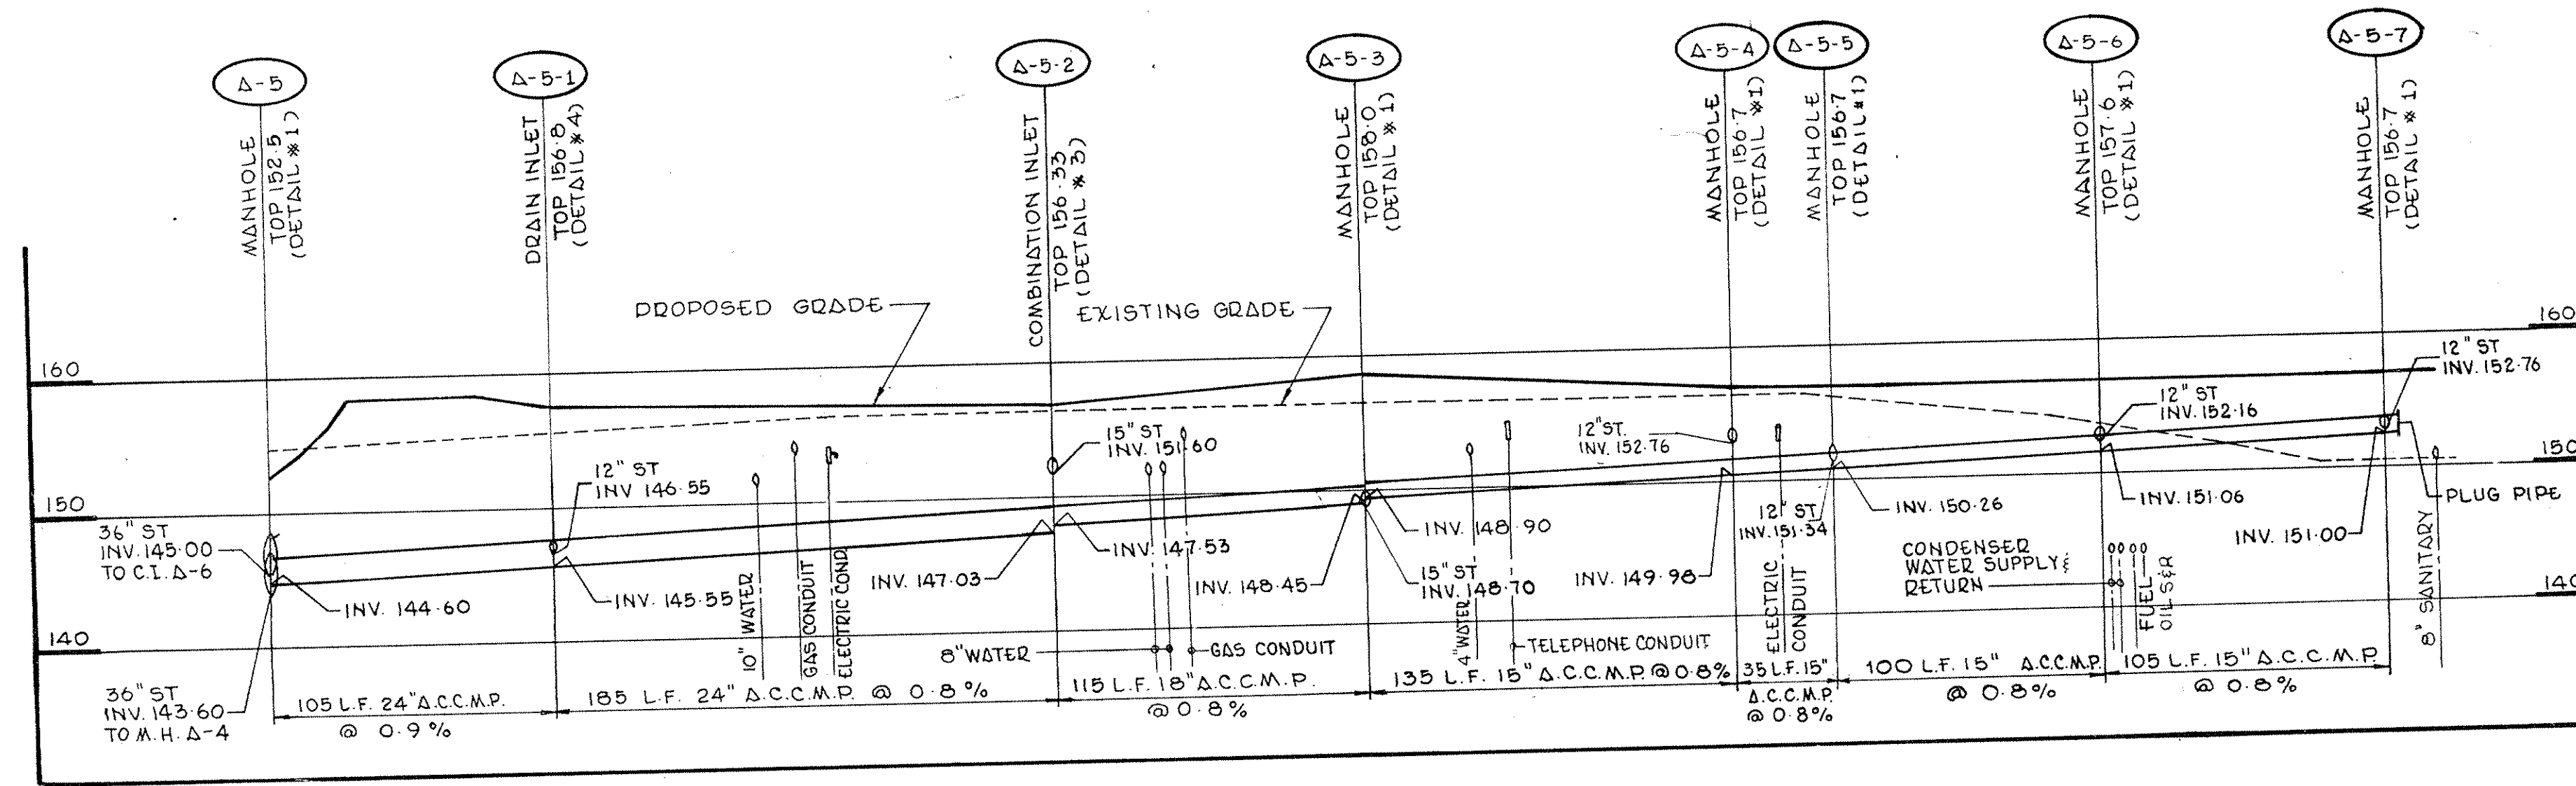 A-5
A-5-1
A-5-2
A-5-3
A-5-4
A-5-5
A-5-6
A-5-7
MANHOLE
TOP 152.5
(DETAIL #1)
DRAIN INLET
TOP 156.8
(DETAIL #4)
COMBINATION INLET
TOP 156.33
(DETAIL #3)
MANHOLE
TOP 158.0
(DETAIL #1)
MANHOLE
TOP 156.7
(DETAIL #1)
MANHOLE
TOP 156.7
(DETAIL #1)
MANHOLE
TOP 157.6
(DETAIL #1)
MANHOLE
TOP 156.7
(DETAIL #1)
PROPOSED GRADE
EXISTING GRADE
160
160
150
150
140
140
36" ST
INV. 145.00
TO C.I. A-6
36" ST
INV. 143.60
TO M.H. A-4
INV. 144.60
12" ST
INV 146.55
INV. 145.55
10" WATER
GAS CONDUIT
ELECTRIC COND
INV. 147.03
INV. 147.53
15" ST
INV. 151.60
8" WATER
GAS CONDUIT
INV. 148.45
INV. 148.90
15" ST
INV. 148.70
4" WATER
TELEPHONE CONDUIT
12" ST.
INV. 152.76
INV. 149.98
ELECTRIC
CONDUIT
12" ST
INV. 151.34
INV. 150.26
12" ST
INV. 152.16
INV. 151.06
CONDENSER
WATER SUPPLY &
RETURN
FUEL
OIL S&R
12" ST
INV. 152.76
INV. 151.00
PLUG PIPE
8" SANITARY
105 L.F. 24" A.C.C.M.P.
@ 0.9%
185 L.F. 24" A.C.C.M.P. @ 0.8%
115 L.F. 18" A.C.C.M.P.
@ 0.8%
135 L.F. 15" A.C.C.M.P. @ 0.8%
35 L.F. 15"
A.C.C.M.P.
@ 0.8%
100 L.F. 15" A.C.C.M.P.
@ 0.8%
105 L.F. 15" A.C.C.M.P.
@ 0.8%